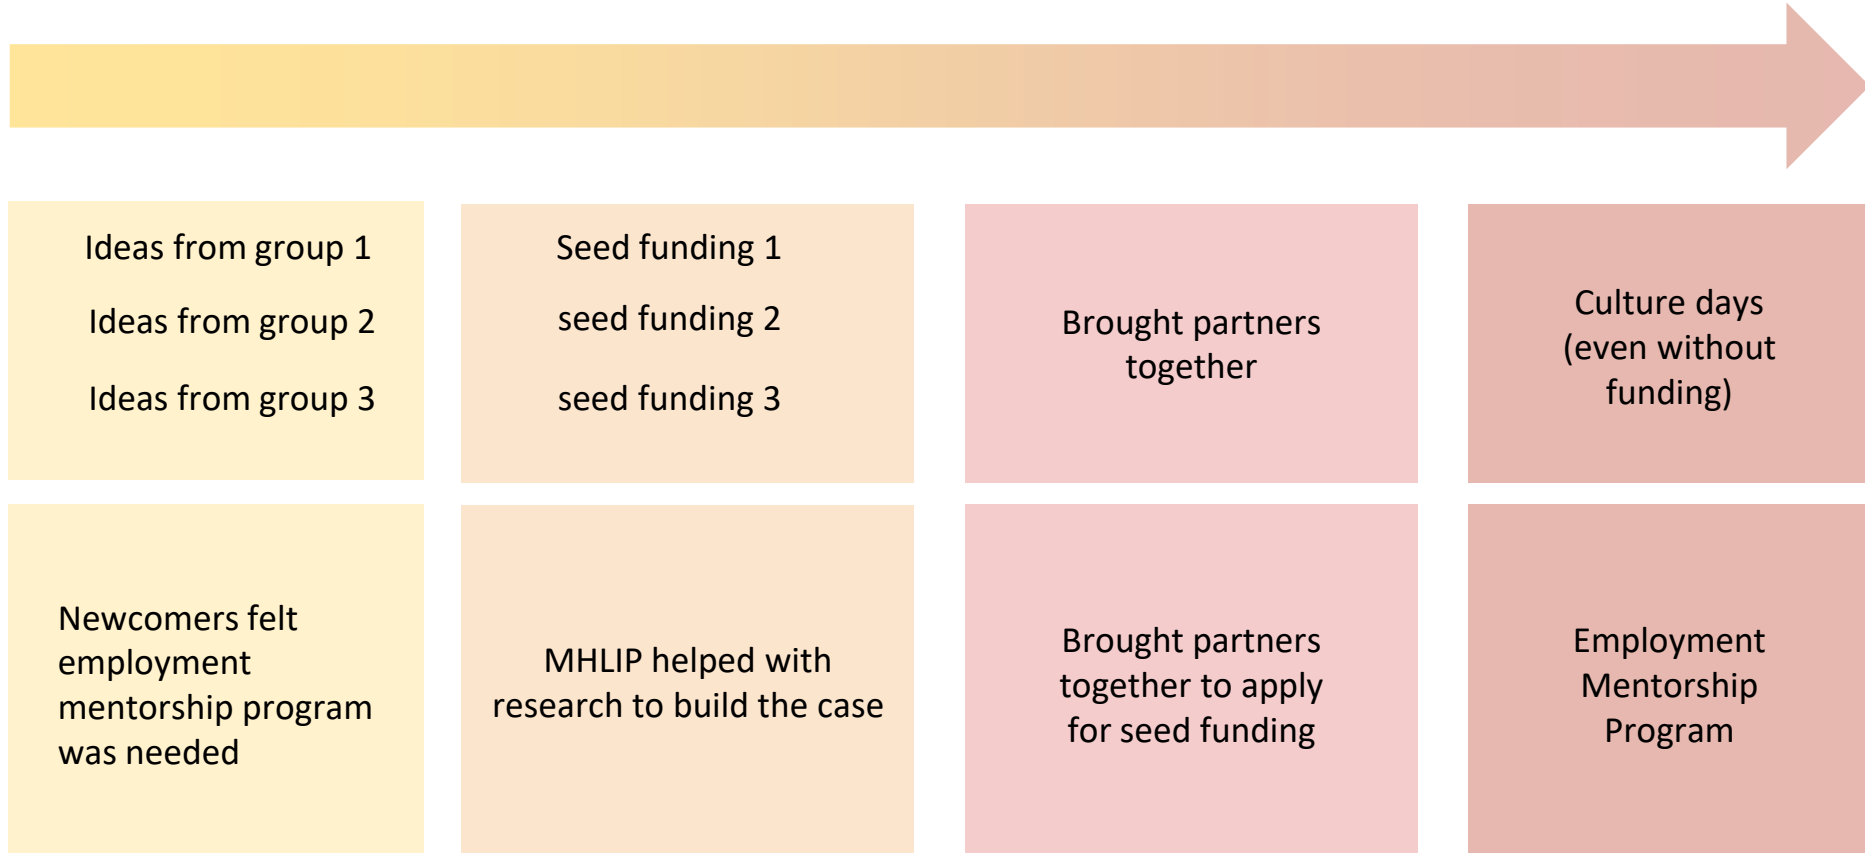 Ideas from group 1
Ideas from group 2
Ideas from group 3
Seed funding 1
seed funding 2
seed funding 3
Brought partners
together
Culture days
(even without
funding)
Newcomers felt
employment
mentorship program
was needed
MHLIP helped with
research to build the case
Brought partners
together to apply
for seed funding
Employment
Mentorship
Program